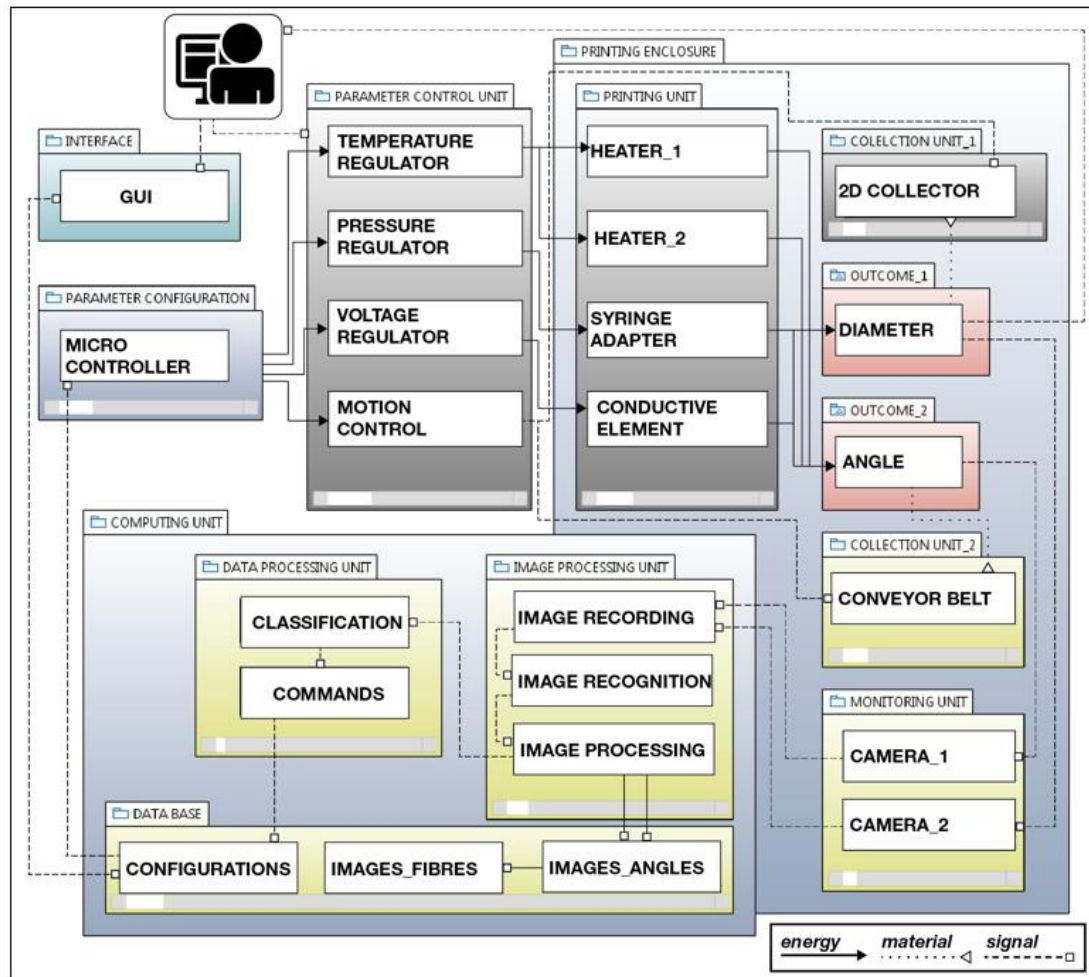 PRINTING ENCLOSURE
PARAMETER CONTROL UNIT
PRINTING UNIT
INTERFACE
GUI
TEMPERATURE
REGULATOR
PRESSURE
REGULATOR
VOLTAGE
REGULATOR
MOTION
CONTROL
HEATER_1
HEATER_2
SYRINGE
ADAPTER
CONDUCTIVE
ELEMENT
COLELCTION UNIT_1
2D COLLECTOR
OUTCOME_1
DIAMETER
OUTCOME_2
ANGLE
PARAMETER CONFIGURATION
MICRO
CONTROLLER
COMPUTING UNIT
DATA PROCESSING UNIT
CLASSIFICATION
COMMANDS
IMAGE PROCESSING UNIT
IMAGE RECORDING
IMAGE RECOGNITION
IMAGE PROCESSING
COLLECTION UNIT_2
CONVEYOR BELT
MONITORING UNIT
CAMERA_1
CAMERA_2
DATA BASE
CONFIGURATIONS
IMAGES_FIBRES
IMAGES_ANGLES
energy material signal